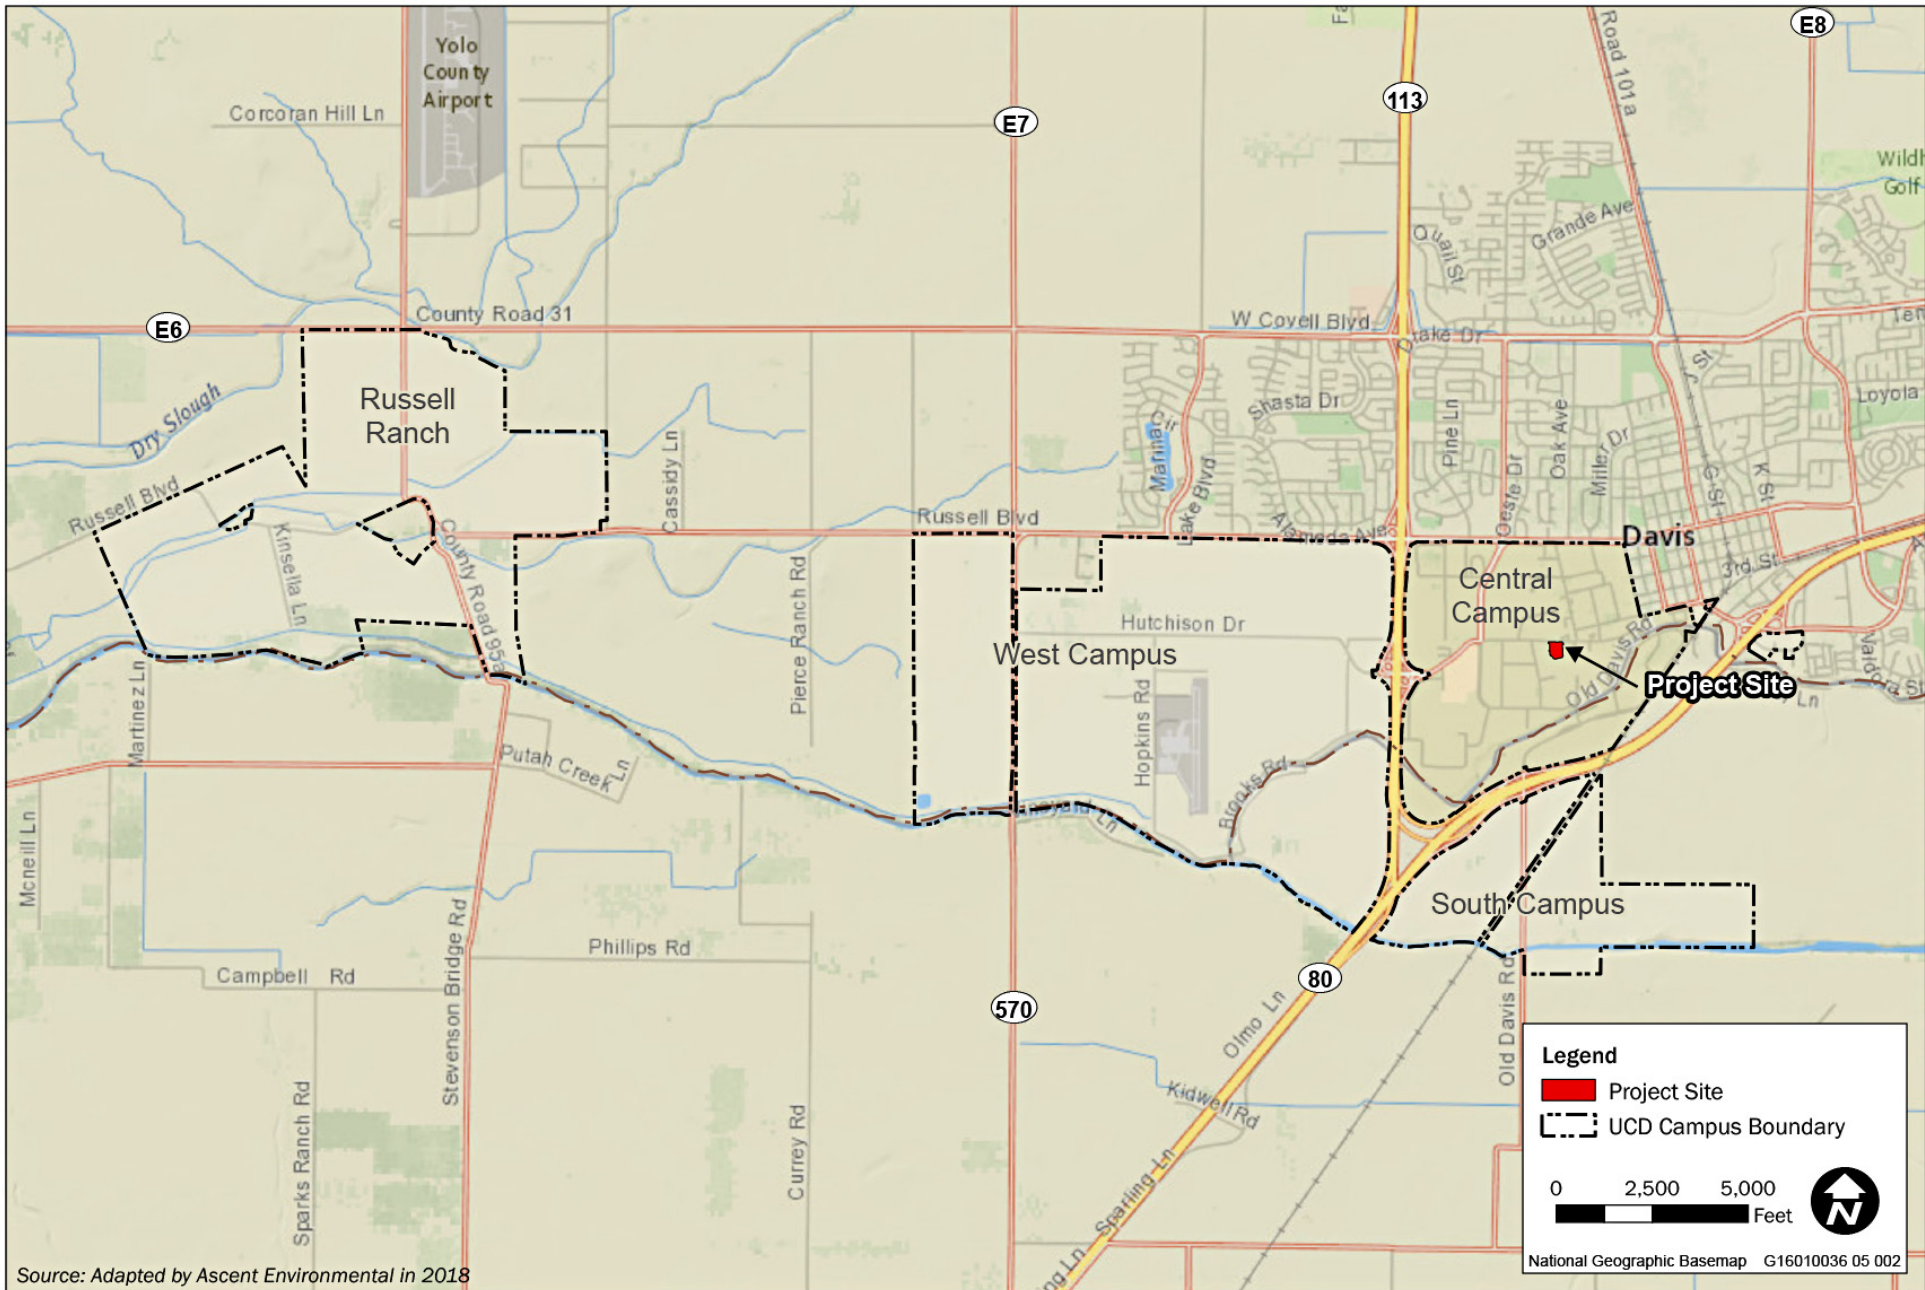 Yolo
County
Airport
Corcoran Hill Ln
E7
113
Road 101a
E8
Quail St
Grande Ave
Wildh
Golf
E6
County Road 31
W Covell Blvd
Drake Dr
J St
Loyola
Dry Slough
Russell
Ranch
Cassidy Ln
Marina Cir
Lake Blvd
Shasta Dr
Pine Ln
Oak Ave
Miller Dr
Oeste Dr
G St
K St
Russell Blvd
Kinsella Ln
County Road 95a
Russell Blvd
Alameda Ave
Davis
3rd St
Pierce Ranch Rd
West Campus
Hutchison Dr
Central
Campus
Old Davis Rd
Project Site
Ln
Martinez Ln
Putah Creek Ln
Hopkins Rd
Brooks Rd
Mcneill Ln
South Campus
Campbell Rd
Stevenson Bridge Rd
Phillips Rd
570
80
Olmo Ln
Old Davis Rd
Kidwell Rd
Sparks Ranch Rd
Currey Rd
Sparling Ln
ng Ln
Legend
Project Site
UCD Campus Boundary
0 2,500 5,000
Feet
N
National Geographic Basemap G16010036 05 002
Source: Adapted by Ascent Environmental in 2018